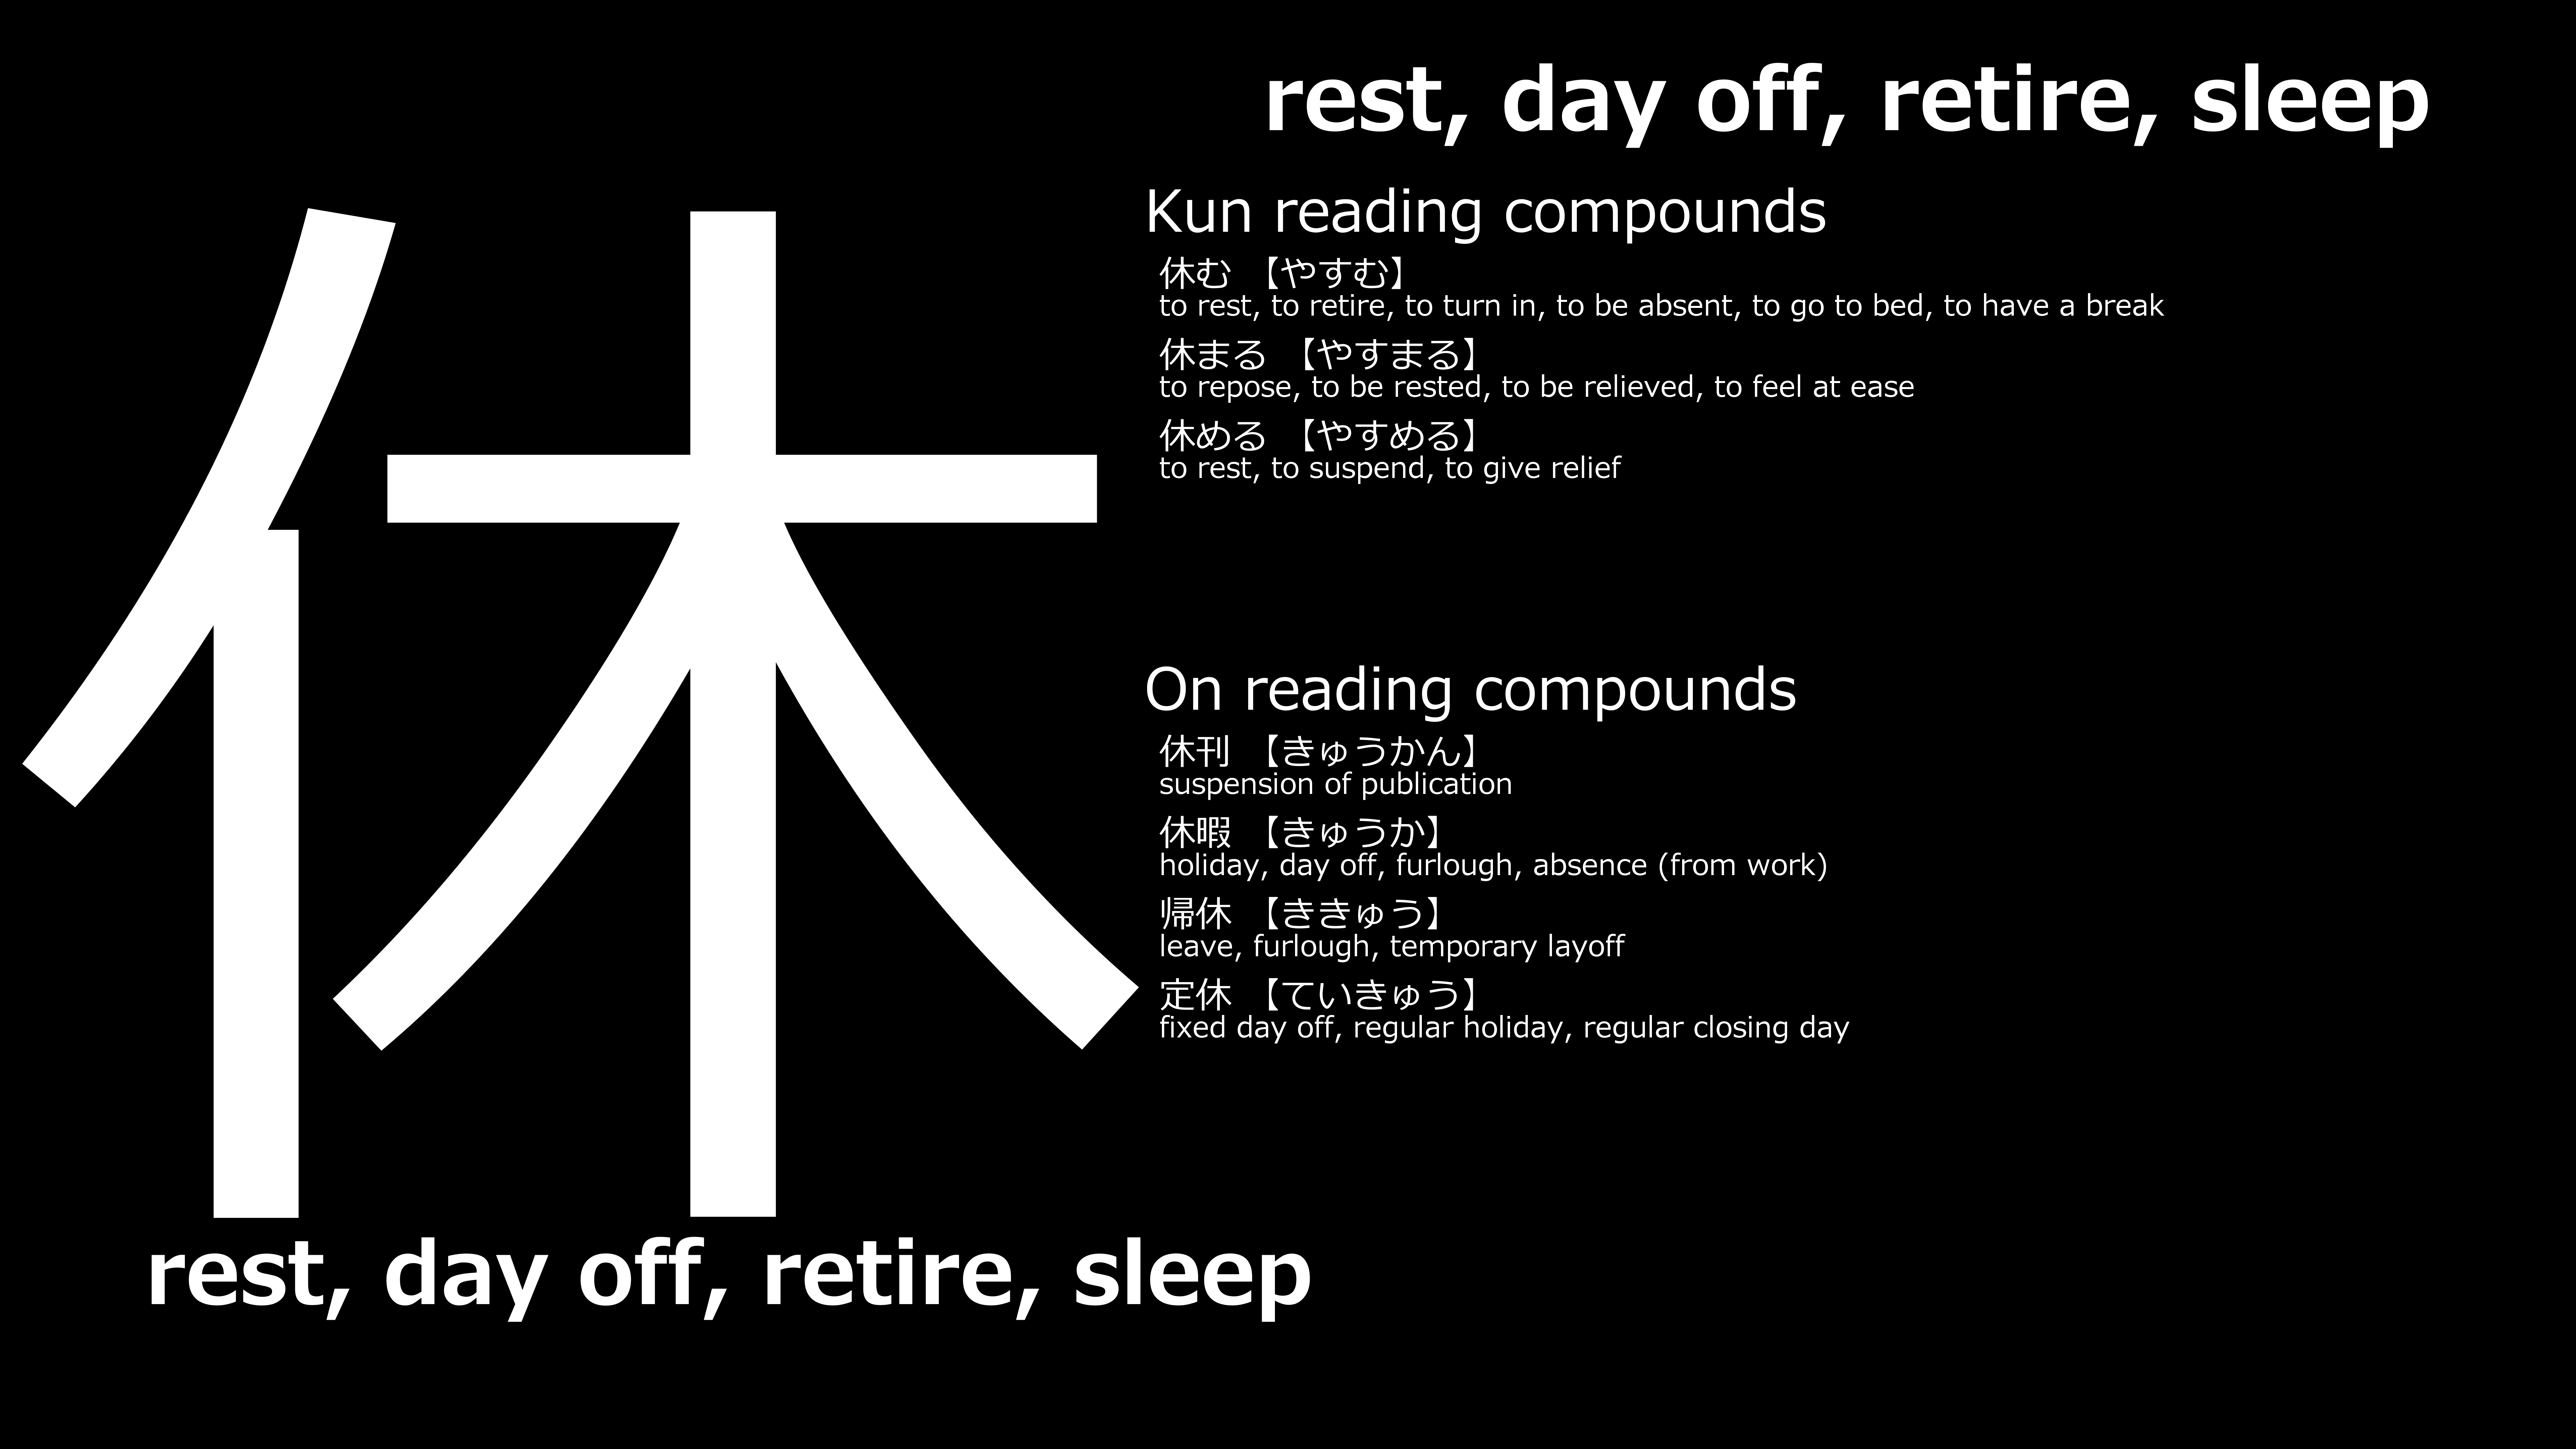 rest, day off, retire, sleep
休
Kun reading compounds
休む 【やすむ】
to rest, to retire, to turn in, to be absent, to go to bed, to have a break
休まる 【やすまる】
to repose, to be rested, to be relieved, to feel at ease
休める 【やすめる】
to rest, to suspend, to give relief
On reading compounds
休刊 【きゅうかん】
suspension of publication
休暇 【きゅうか】
holiday, day off, furlough, absence (from work)
帰休 【ききゅう】
leave, furlough, temporary layoff
定休 【ていきゅう】
fixed day off, regular holiday, regular closing day
rest, day off, retire, sleep